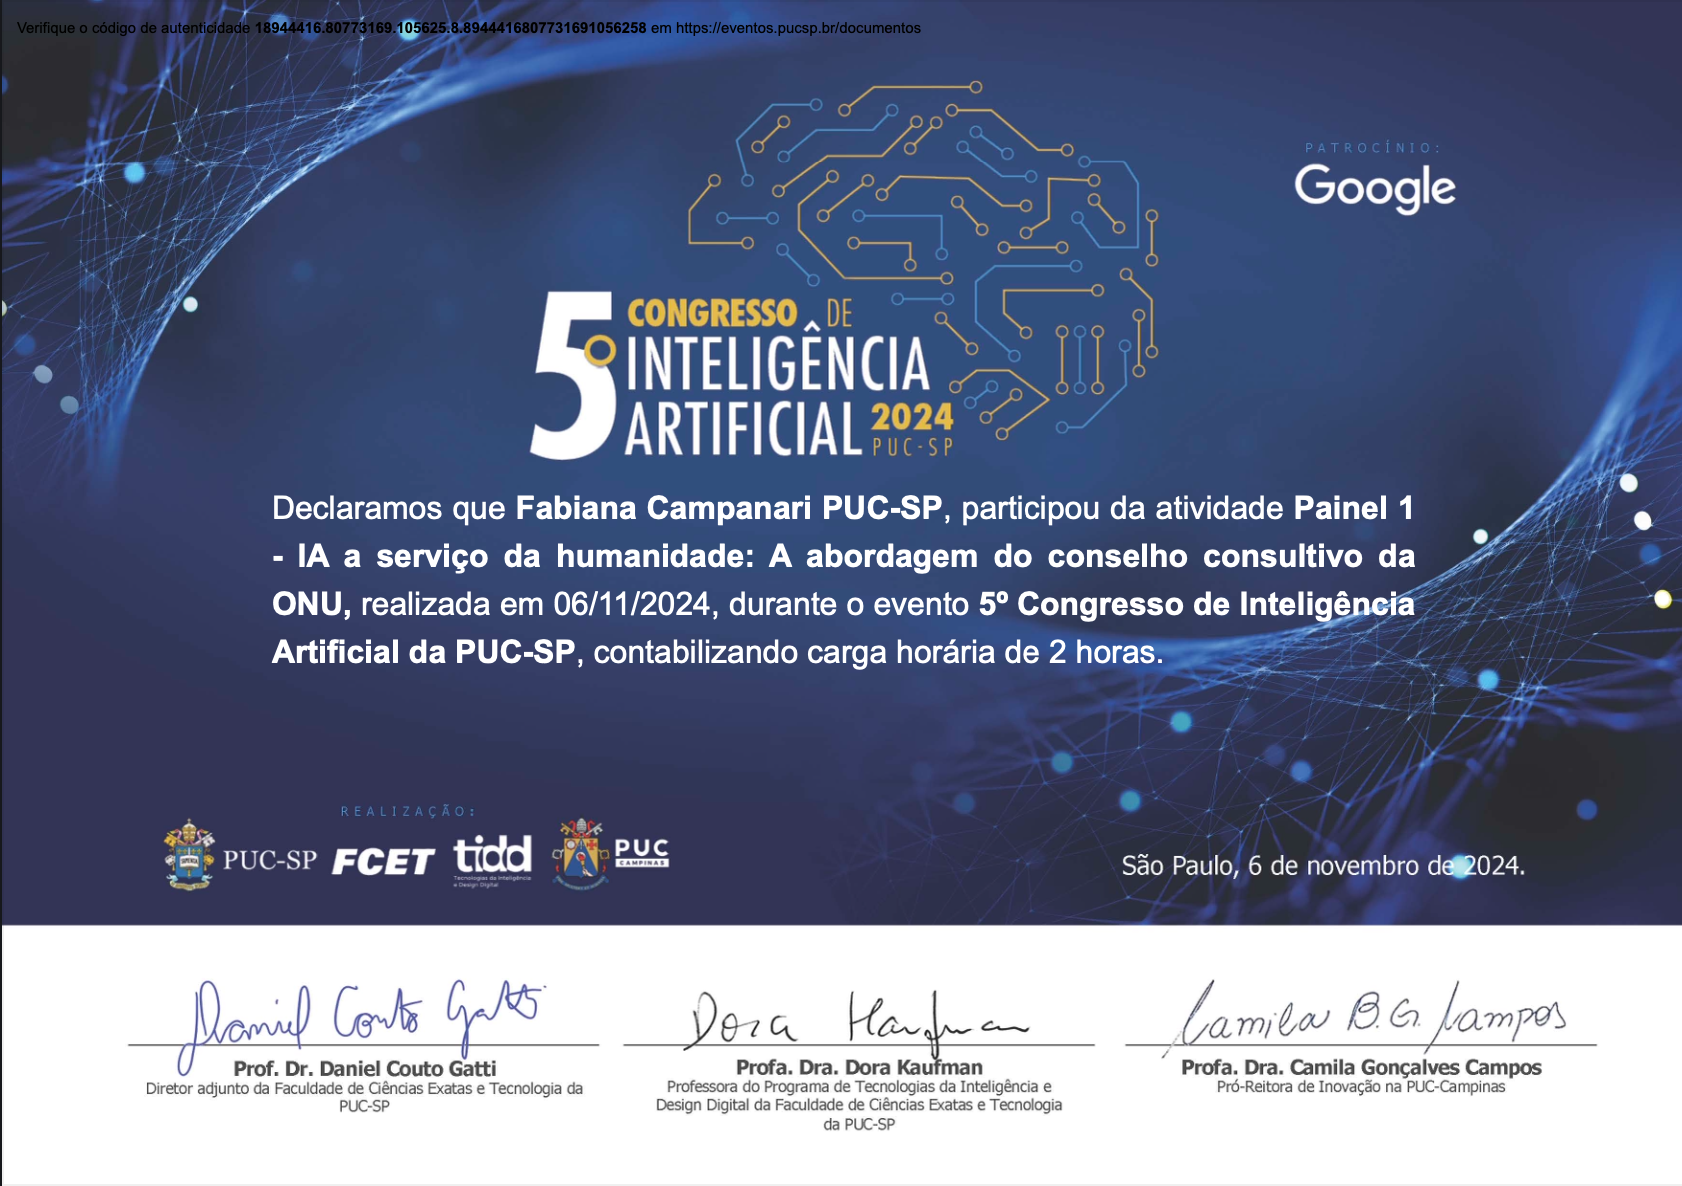 Verifique o código de autenticidade 18944416.80773169.105625.8.8944416807731691056258 em https://eventos.pucsp.br/documentos
PATROCÍNIO:
Google
5º CONGRESSO DE
INTELIGÊNCIA
ARTIFICIAL 2024
PUC-SP
Declaramos que Fabiana Campanari PUC-SP, participou da atividade Painel 1
- IA a serviço da humanidade: A abordagem do conselho consultivo da
ONU, realizada em 06/11/2024, durante o evento 5º Congresso de Inteligência
Artificial da PUC-SP, contabilizando carga horária de 2 horas.
REALIZAÇÃO:
PUC-SP FCET tidd PUC
CAMPINAS
Tecnologias da Inteligência
e Design Digital
São Paulo, 6 de novembro de 2024.
Daniel Couto Gatti
Dora Kaufman
Camila B. G. Campos
Prof. Dr. Daniel Couto Gatti
Diretor adjunto da Faculdade de Ciências Exatas e Tecnologia da
PUC-SP
Profa. Dra. Dora Kaufman
Professora do Programa de Tecnologias da Inteligência e
Design Digital da Faculdade de Ciências Exatas e Tecnologia
da PUC-SP
Profa. Dra. Camila Gonçalves Campos
Pró-Reitora de Inovação na PUC-Campinas